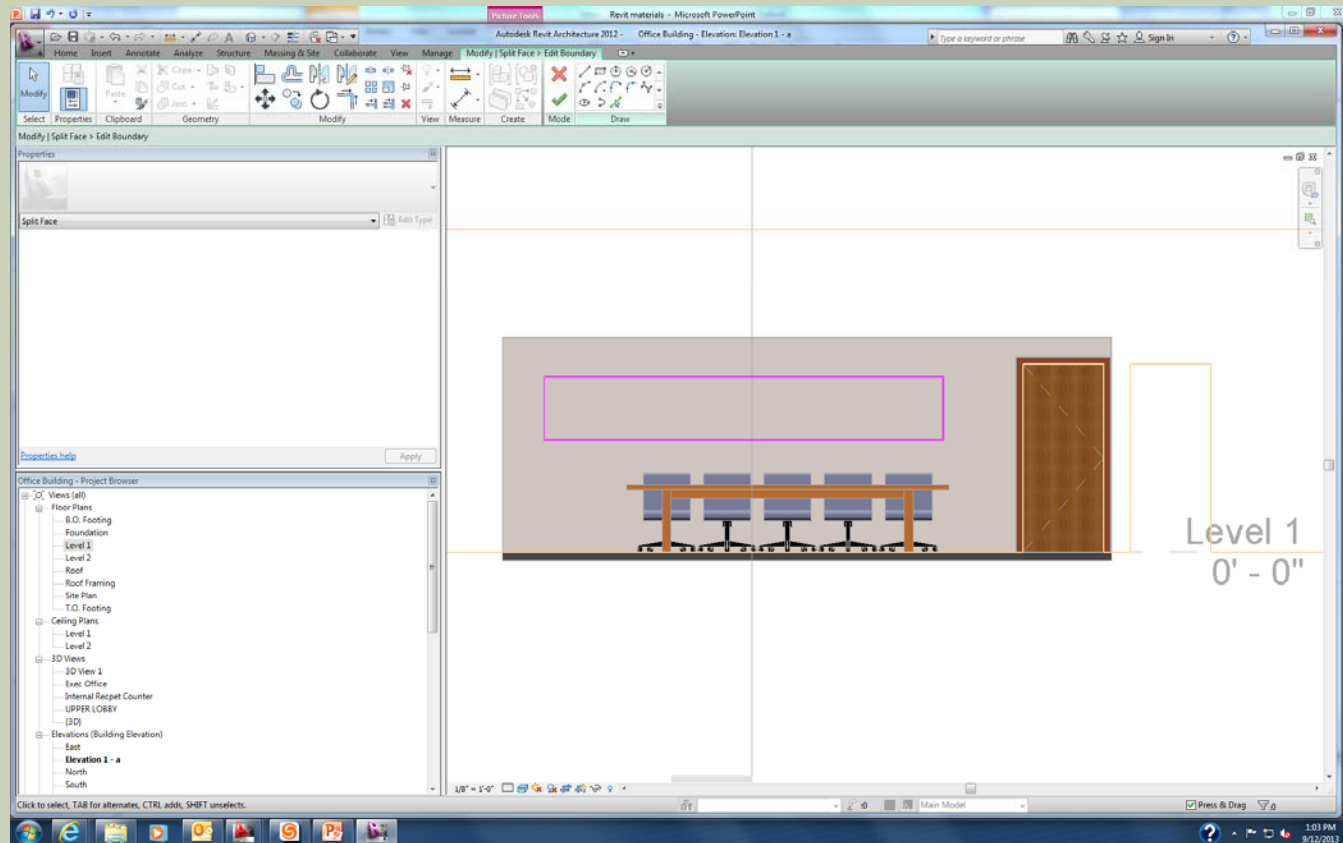 Picture Tools Revit materials - Microsoft PowerPoint
Autodesk Revit Architecture 2012 - Office Building - Elevation: Elevation 1 - a Type a keyword or phrase Sign In
Home Insert Annotate Analyze Structure Massing & Site Collaborate View Manage Modify | Split Face > Edit Boundary
Modify Paste Cope Cut Join
Select Properties Clipboard Geometry Modify View Measure Create Mode Draw
Modify | Split Face > Edit Boundary
Properties
Split Face Edit Type
Properties help Apply
Office Building - Project Browser
Views (all)
Floor Plans
B.O. Footing
Foundation
Level 1
Level 2
Roof
Roof Framing
Site Plan
T.O. Footing
Ceiling Plans
Level 1
Level 2
3D Views
3D View 1
Exec Office
Internal Recpet Counter
UPPER LOBBY
{3D}
Elevations (Building Elevation)
East
Elevation 1 - a
North
South
Level 1
0' - 0"
1/8" = 1'-0"
Click to select, TAB for alternates, CTRL adds, SHIFT unselects. :0 Main Model Press & Drag :0
1:03 PM
9/12/2013